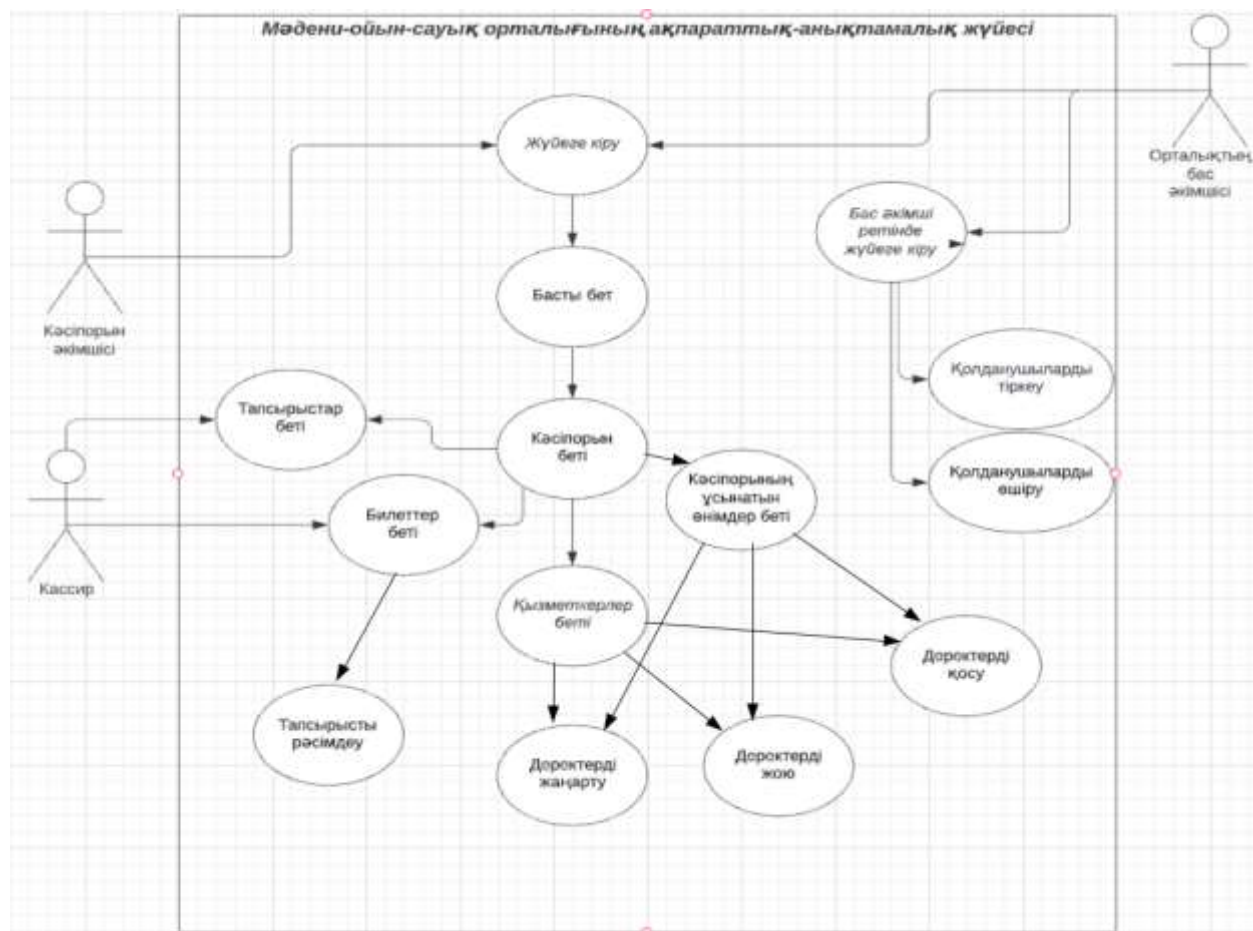 Мәдени-ойын-сауық орталығының ақпараттық-анықтамалық жүйесі
Жүйеге кіру
Орталықтың
бас
әкімшісі
Бас әкімші
ретінде
жүйеге кіру
Басты бет
Кәсіпорын
әкімшісі
Қолданушыларды
тіркеу
Тапсырыстар
беті
Кәсіпорын
беті
Қолданушыларды
өшіру
Кәсіпорының
ұсынатын
өнімдер беті
Билеттер
беті
Кассир
Қызметкерлер
беті
Деректерді
қосу
Тапсырысты
рәсімдеу
Деректерді
жаңарту
Деректерді
жою